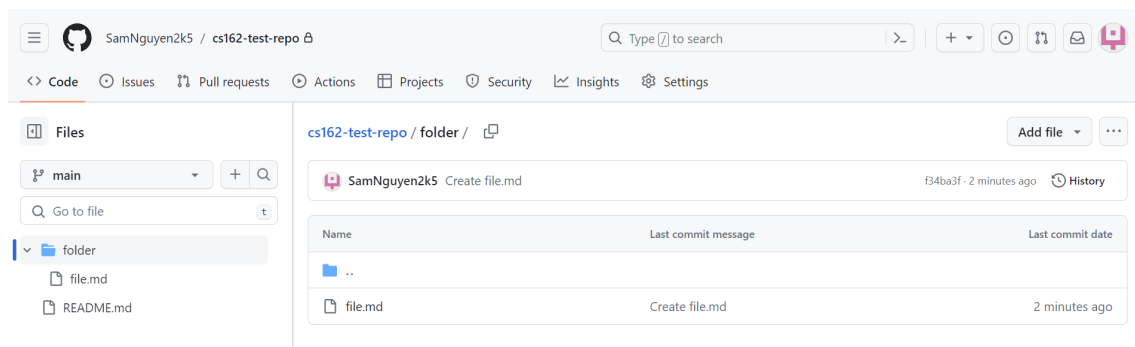 SamNguyen2k5 / cs162-test-repo
Type / to search
Code Issues Pull requests Actions Projects Security Insights Settings
Files
main
Go to file t
folder
file.md
README.md
cs162-test-repo / folder /
Add file
SamNguyen2k5 Create file.md f34ba3f · 2 minutes ago History
Name Last commit message Last commit date
..
file.md Create file.md 2 minutes ago